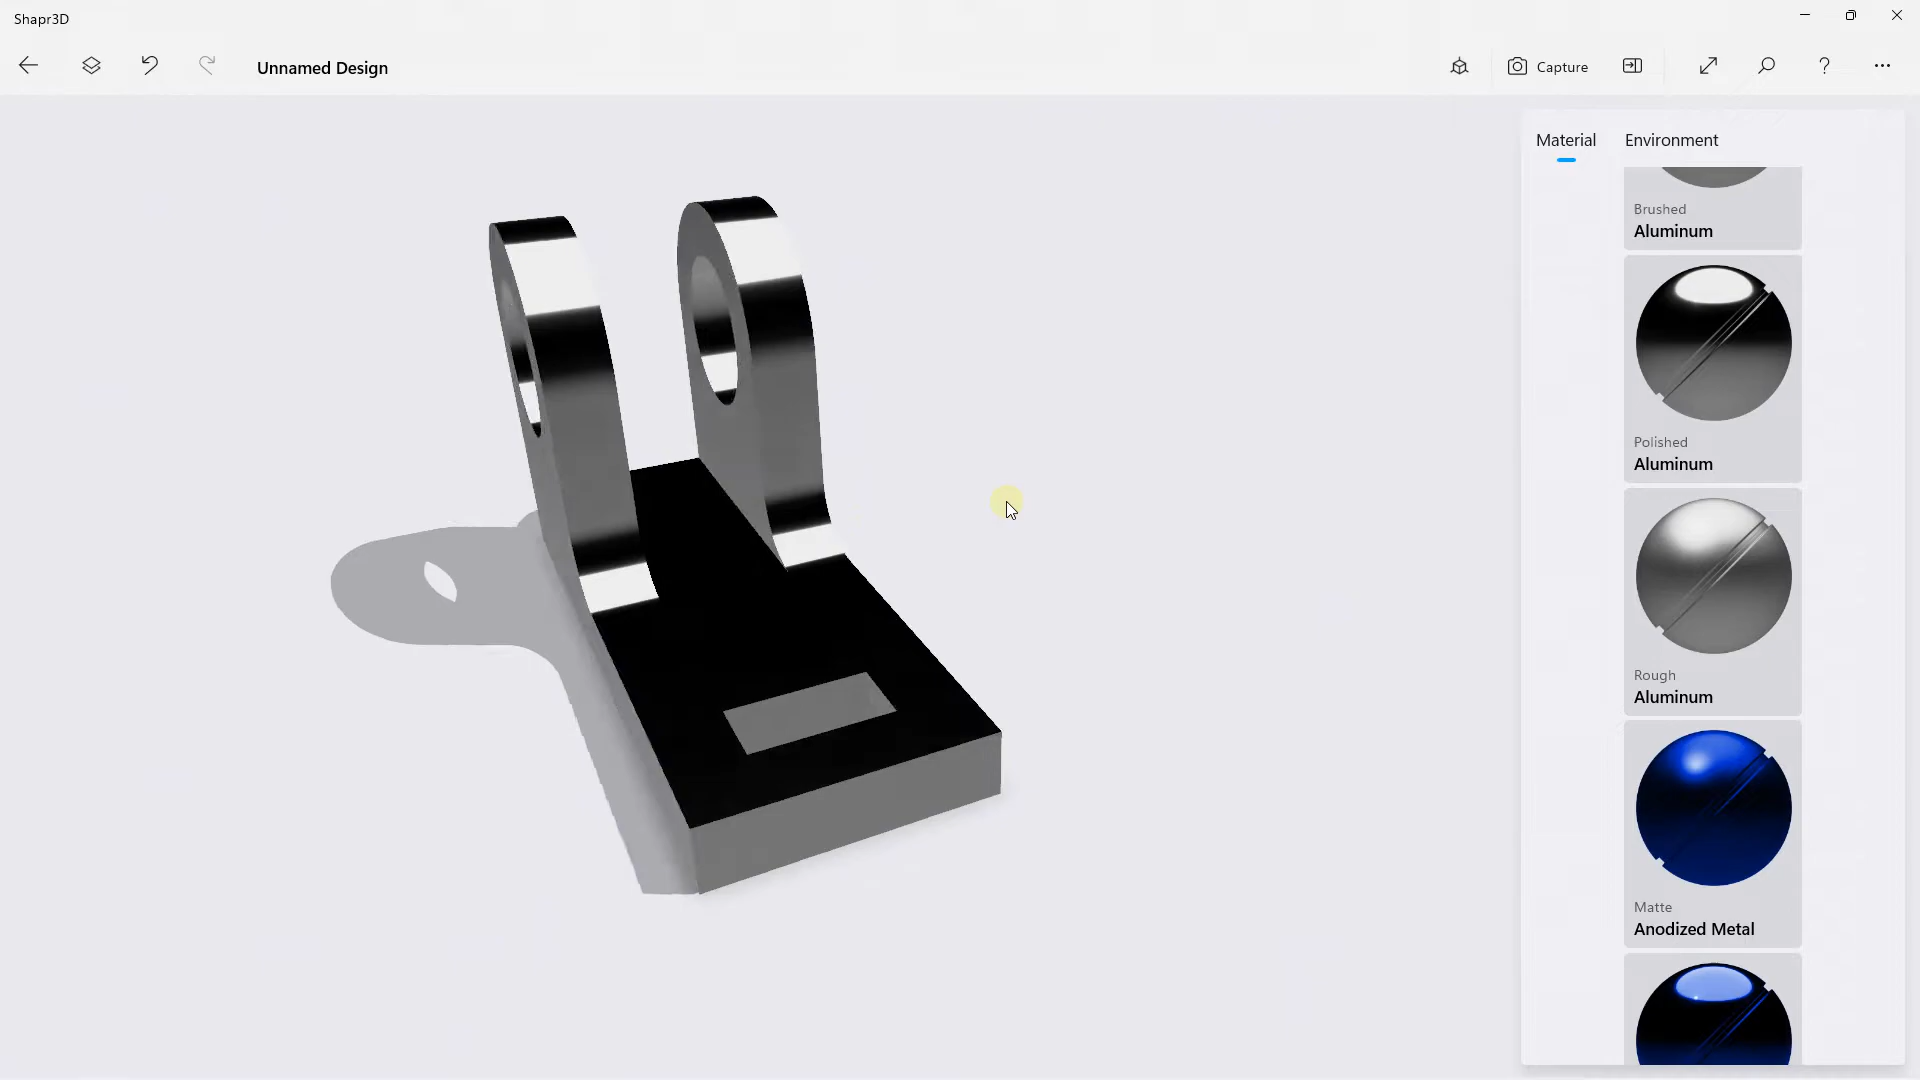 Shapr3D
Unnamed Design
Capture
?
Material Environment
Brushed
Aluminum
Polished
Aluminum
Rough
Aluminum
Matte
Anodized Metal